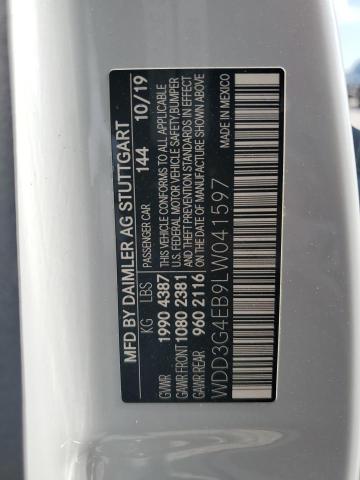 MFD BY DAIMLER AG STUTTGART
PASSENGER CAR 144 10/19
KG LBS
GVWR 1990 4387
GAWR FRONT 1080 2381
GAWR REAR 960 2116
THIS VEHICLE CONFORMS TO ALL APPLICABLE
U.S. FEDERAL MOTOR VEHICLE SAFETY, BUMPER
AND THEFT PREVENTION STANDARDS IN EFFECT
ON THE DATE OF MANUFACTURE SHOWN ABOVE.
WDD3G4EB9LW041597
MADE IN MEXICO